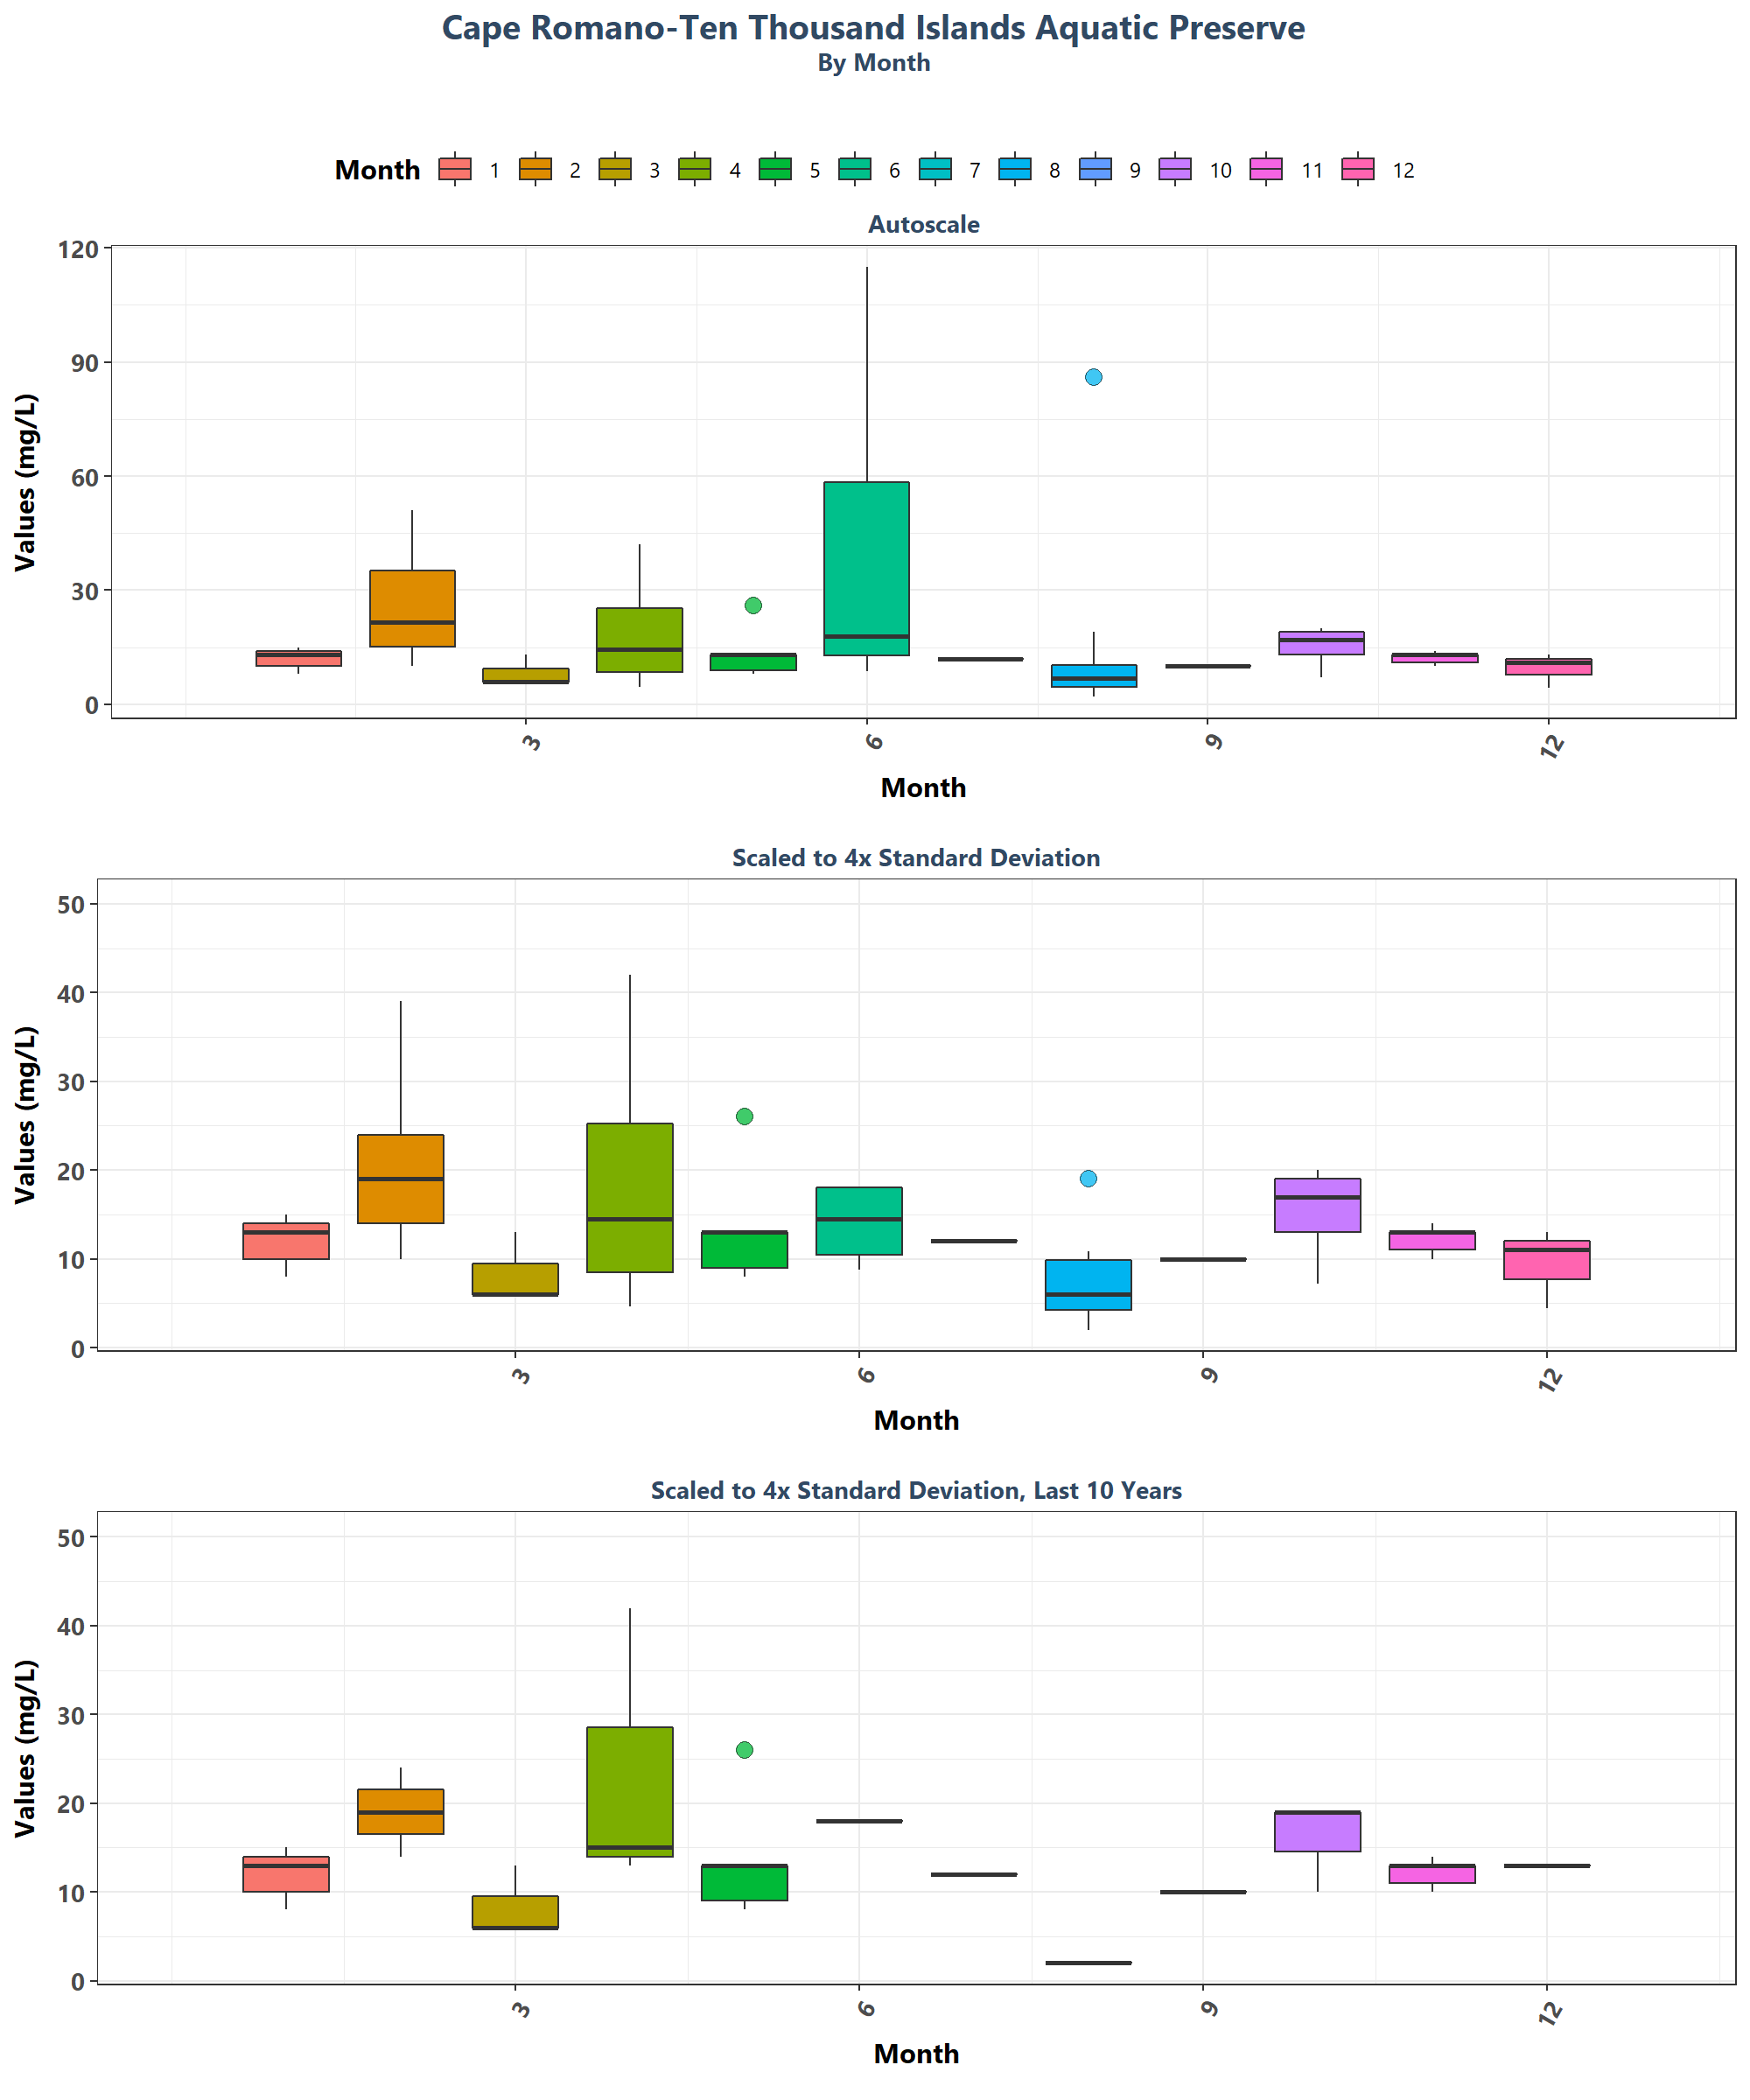 Cape Romano-Ten Thousand Islands Aquatic Preserve
By Month
Month 1 2 3 4 5 6 7 8 9 10 11 12
Autoscale
120
90
60
30
0
Values (mg/L)
3 6 9 12
Month
Scaled to 4x Standard Deviation
50
40
30
20
10
0
Values (mg/L)
3 6 9 12
Month
Scaled to 4x Standard Deviation, Last 10 Years
50
40
30
20
10
0
Values (mg/L)
3 6 9 12
Month